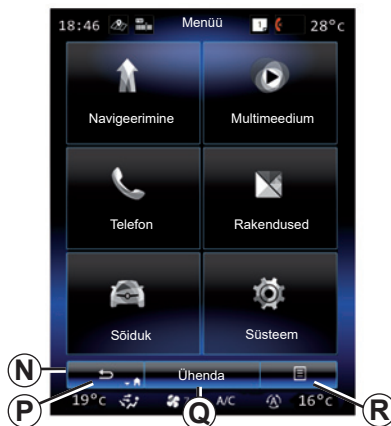 18:46 Menüü 28°c
Navigeerimine Multimeedium
Telefon Rakendused
Sõiduk Süsteem
N Ühenda
P Q R
19°c A/C 16°c